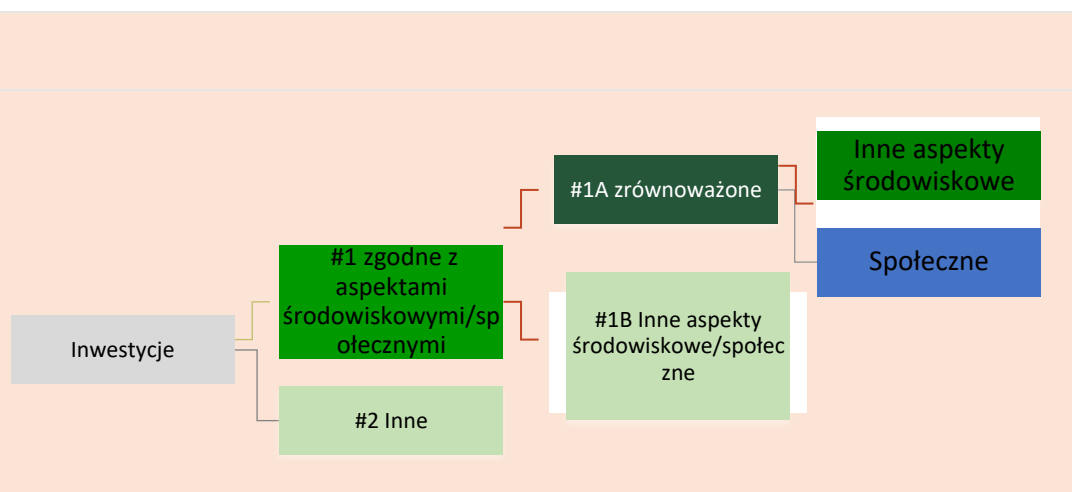 Inwestycje
#1 zgodne z
aspektami
środowiskowymi/sp
ołecznymi
#2 Inne
#1A zrównoważone
#1B Inne aspekty
środowiskowe/społec
zne
Inne aspekty
środowiskowe
Społeczne